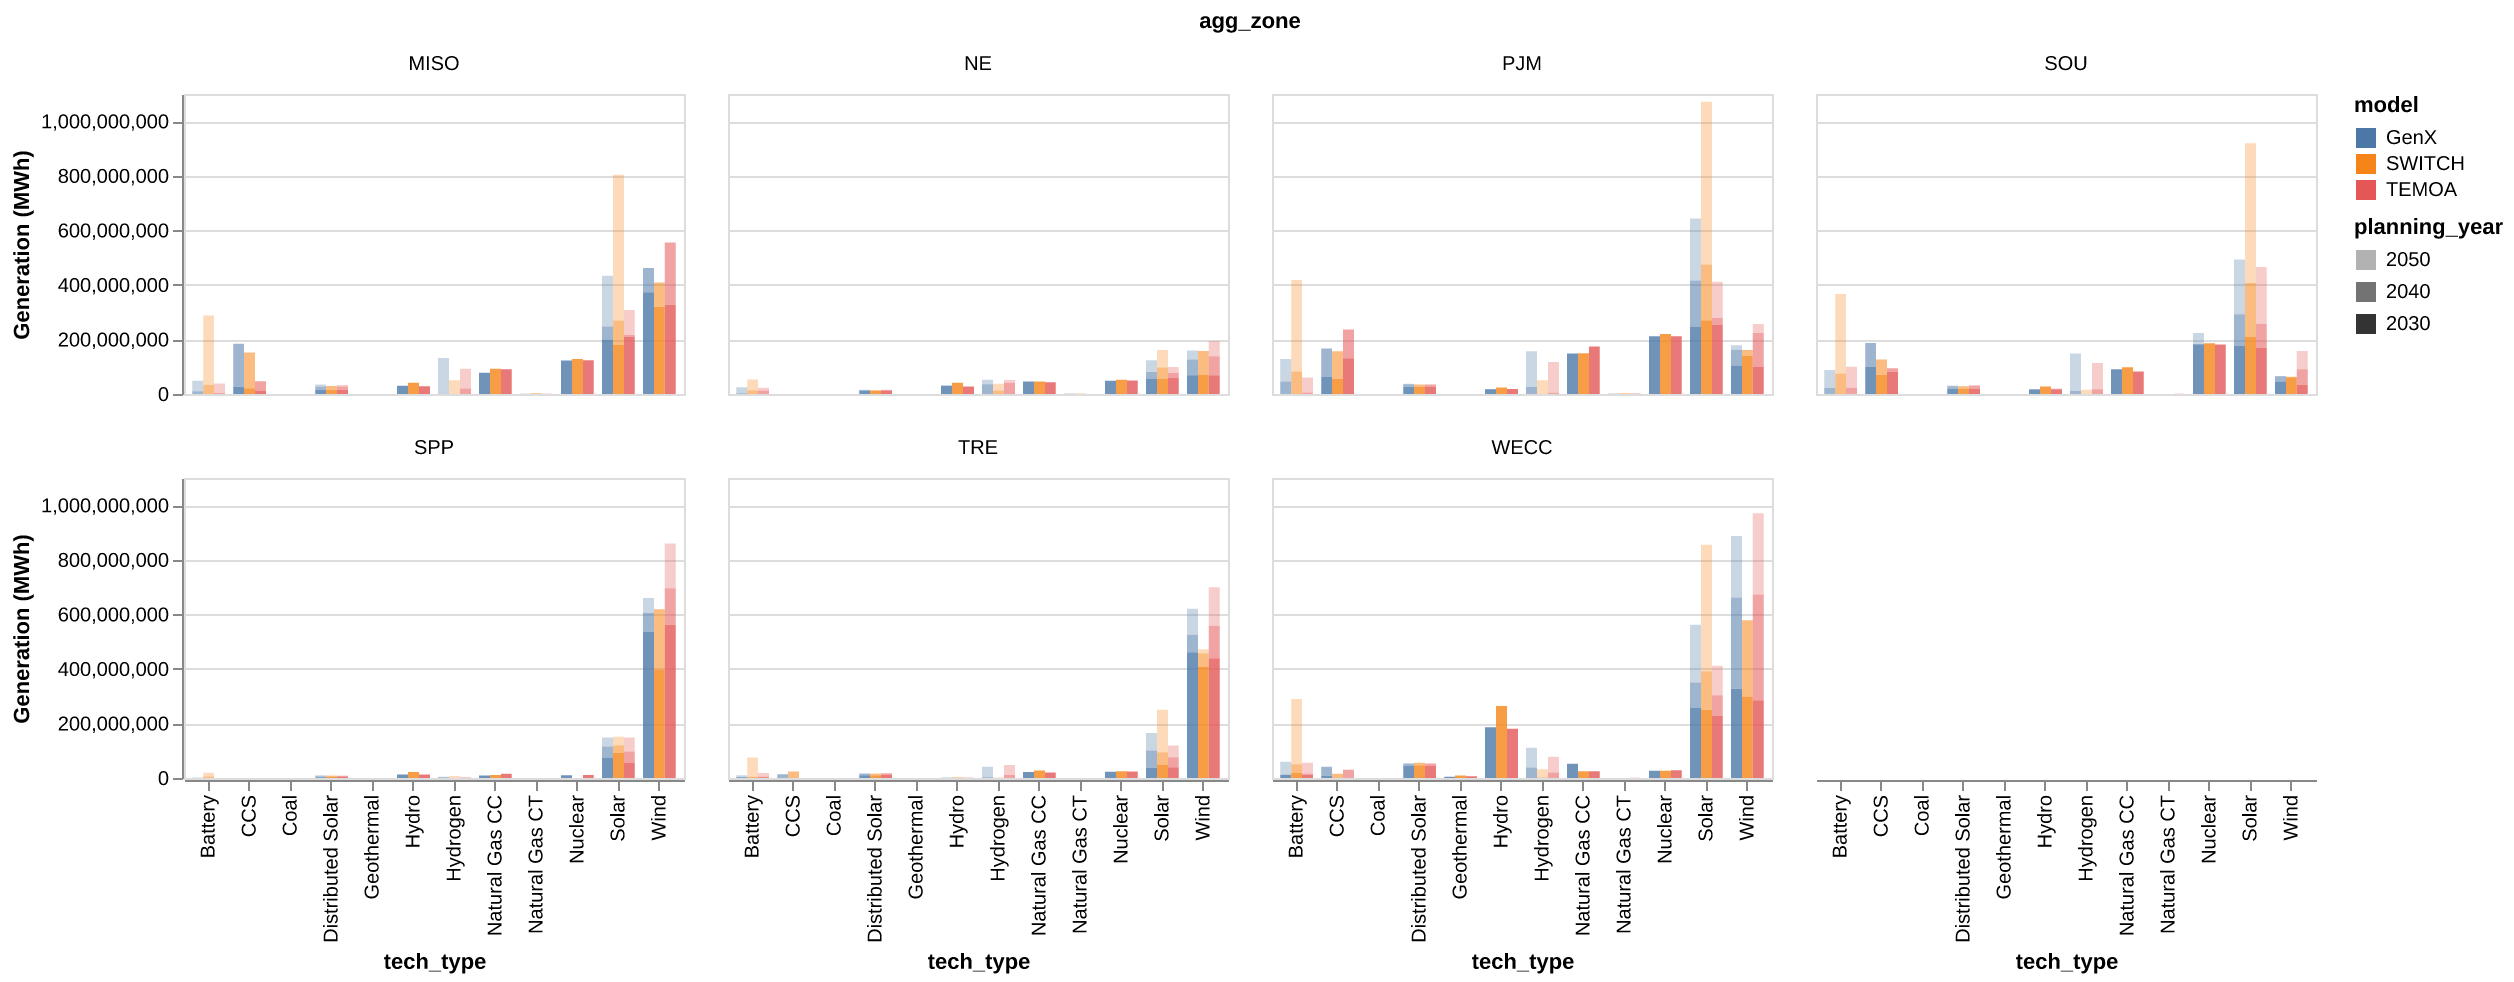 agg_zone
MISO
NE
PJM
SOU
Generation (MWh)
1,000,000,000
800,000,000
600,000,000
400,000,000
200,000,000
0
model
GenX
SWITCH
TEMOA
planning_year
2050
2040
2030
SPP
TRE
WECC
Generation (MWh)
1,000,000,000
800,000,000
600,000,000
400,000,000
200,000,000
0
Battery
CCS
Coal
Distributed Solar
Geothermal
Hydro
Hydrogen
Natural Gas CC
Natural Gas CT
Nuclear
Solar
Wind
tech_type
Battery
CCS
Coal
Distributed Solar
Geothermal
Hydro
Hydrogen
Natural Gas CC
Natural Gas CT
Nuclear
Solar
Wind
tech_type
Battery
CCS
Coal
Distributed Solar
Geothermal
Hydro
Hydrogen
Natural Gas CC
Natural Gas CT
Nuclear
Solar
Wind
tech_type
Battery
CCS
Coal
Distributed Solar
Geothermal
Hydro
Hydrogen
Natural Gas CC
Natural Gas CT
Nuclear
Solar
Wind
tech_type